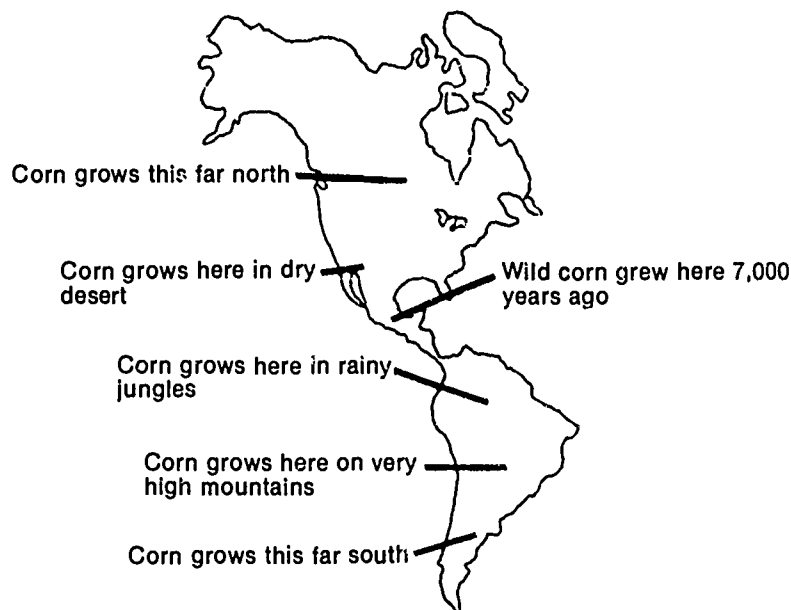 Corn grows this far north
Corn grows here in dry
desert
Wild corn grew here 7,000
years ago
Corn grows here in rainy
jungles
Corn grows here on very
high mountains
Corn grows this far south